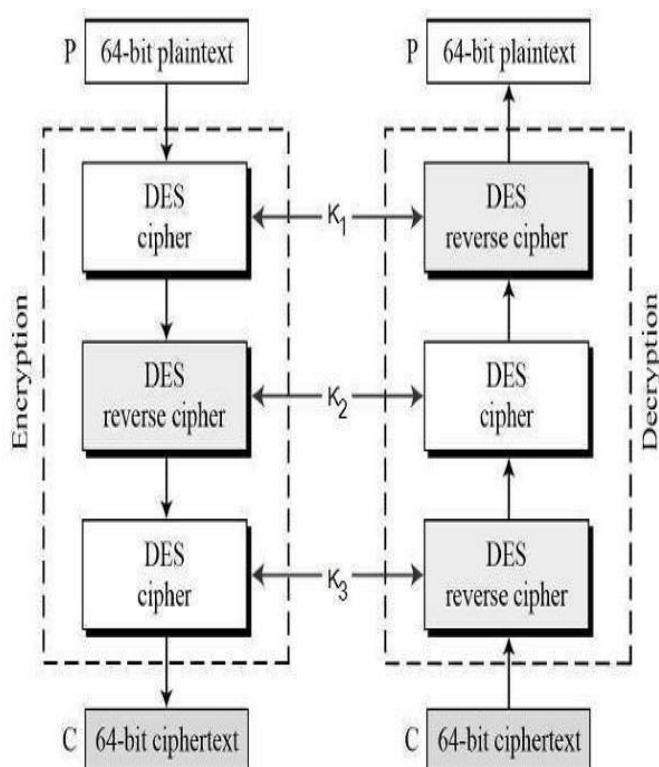 P 64-bit plaintext
P 64-bit plaintext
Encryption
DES
cipher
K1
DES
reverse cipher
DES
reverse cipher
K2
DES
cipher
DES
cipher
K3
DES
reverse cipher
Decryption
C 64-bit ciphertext
C 64-bit ciphertext